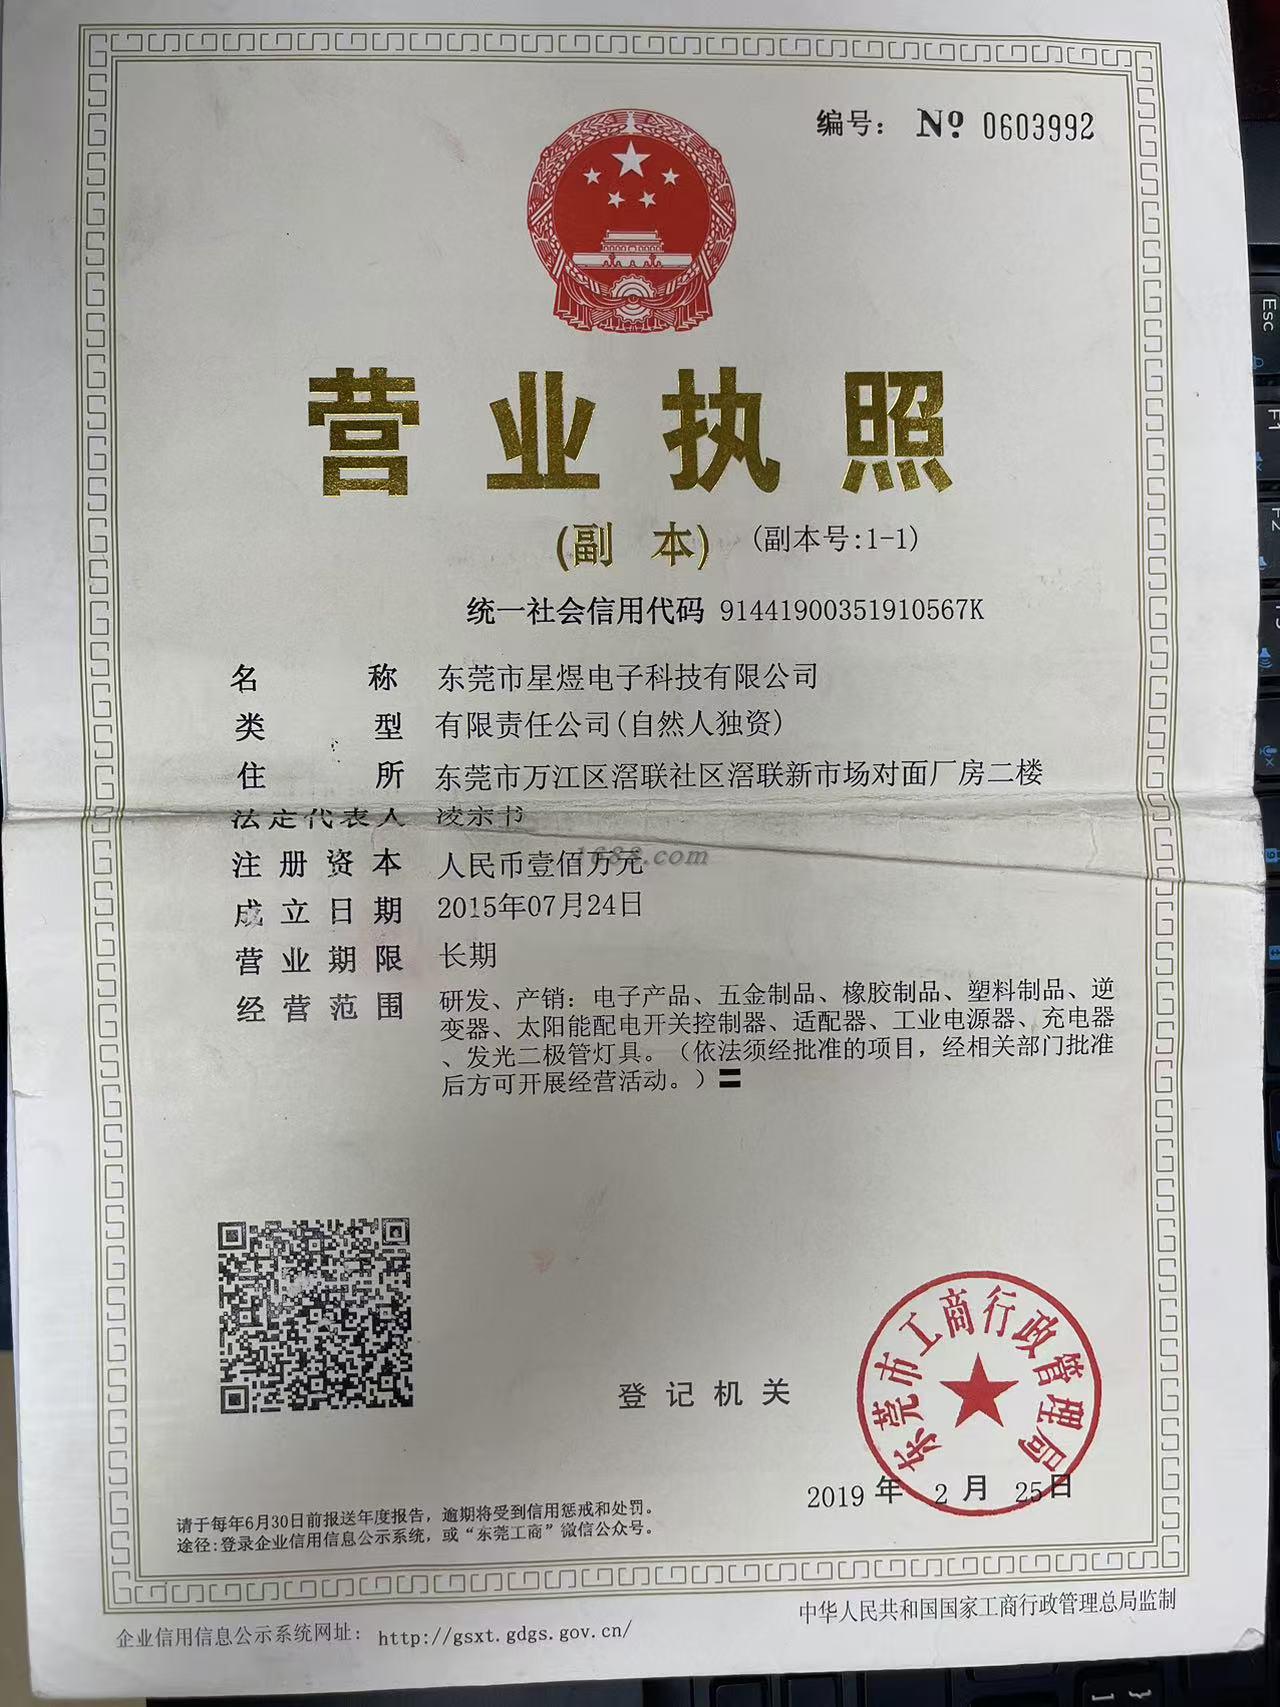 编号： Nº 0603992
营业执照
(副本) (副本号:1-1)
统一社会信用代码 91441900351910567K
名称 东莞市星煜电子科技有限公司
类型 有限责任公司(自然人独资)
住所 东莞市万江区滘联社区滘联新市场对面厂房二楼
法定代表人 凌宗书
1688.com
注册资本 人民币壹佰万元
成立日期 2015年07月24日
营业期限 长期
经营范围 研发、产销：电子产品、五金制品、橡胶制品、塑料制品、逆
变器、太阳能配电开关控制器、适配器、工业电源器、充电器
、发光二极管灯具。（依法须经批准的项目，经相关部门批准
后方可开展经营活动。）〓
东莞市工商行政管理局
登记机关
2019 年 2 月 25日
请于每年6月30日前报送年度报告，逾期将受到信用惩戒和处罚。
途径:登录企业信用信息公示系统，或“东莞工商”微信公众号。
中华人民共和国国家工商行政管理总局监制
企业信用信息公示系统网址： http://gsxt.gdgs.gov.cn/
Esc
F1
F2